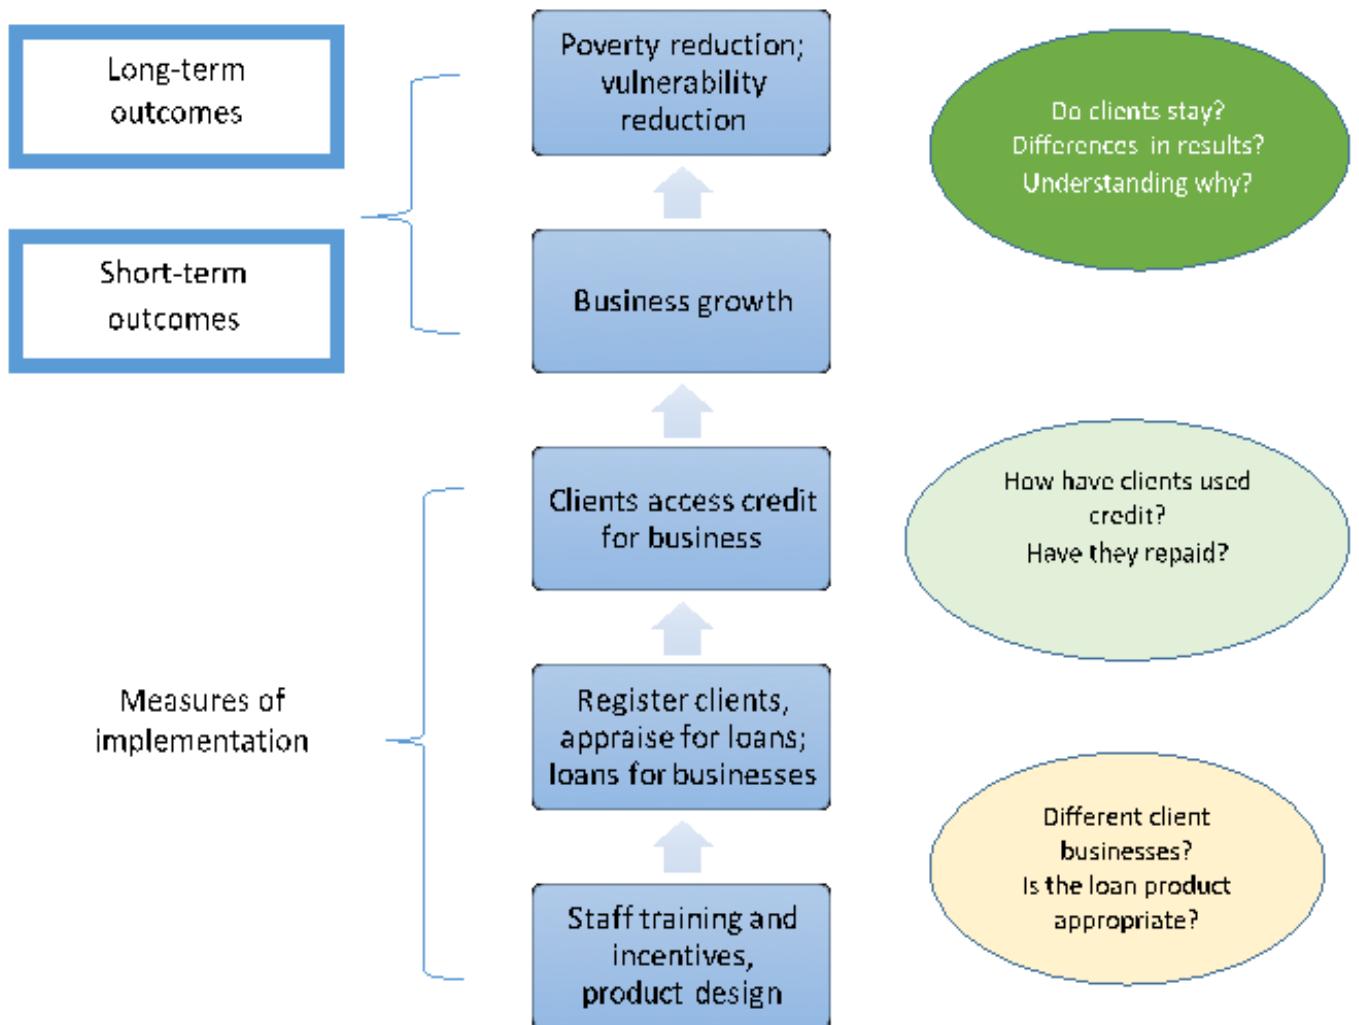 Long-term
outcomes
Short-term
outcomes
Measures of
implementation
Poverty reduction;
vulnerability
reduction
Business growth
Clients access credit
for business
Register clients,
appraise for loans;
loans for businesses
Staff training and
incentives,
product design
Do clients stay?
Differences in results?
Understanding why?
How have clients used
credit?
Have they repaid?
Different client
businesses?
Is the loan product
appropriate?